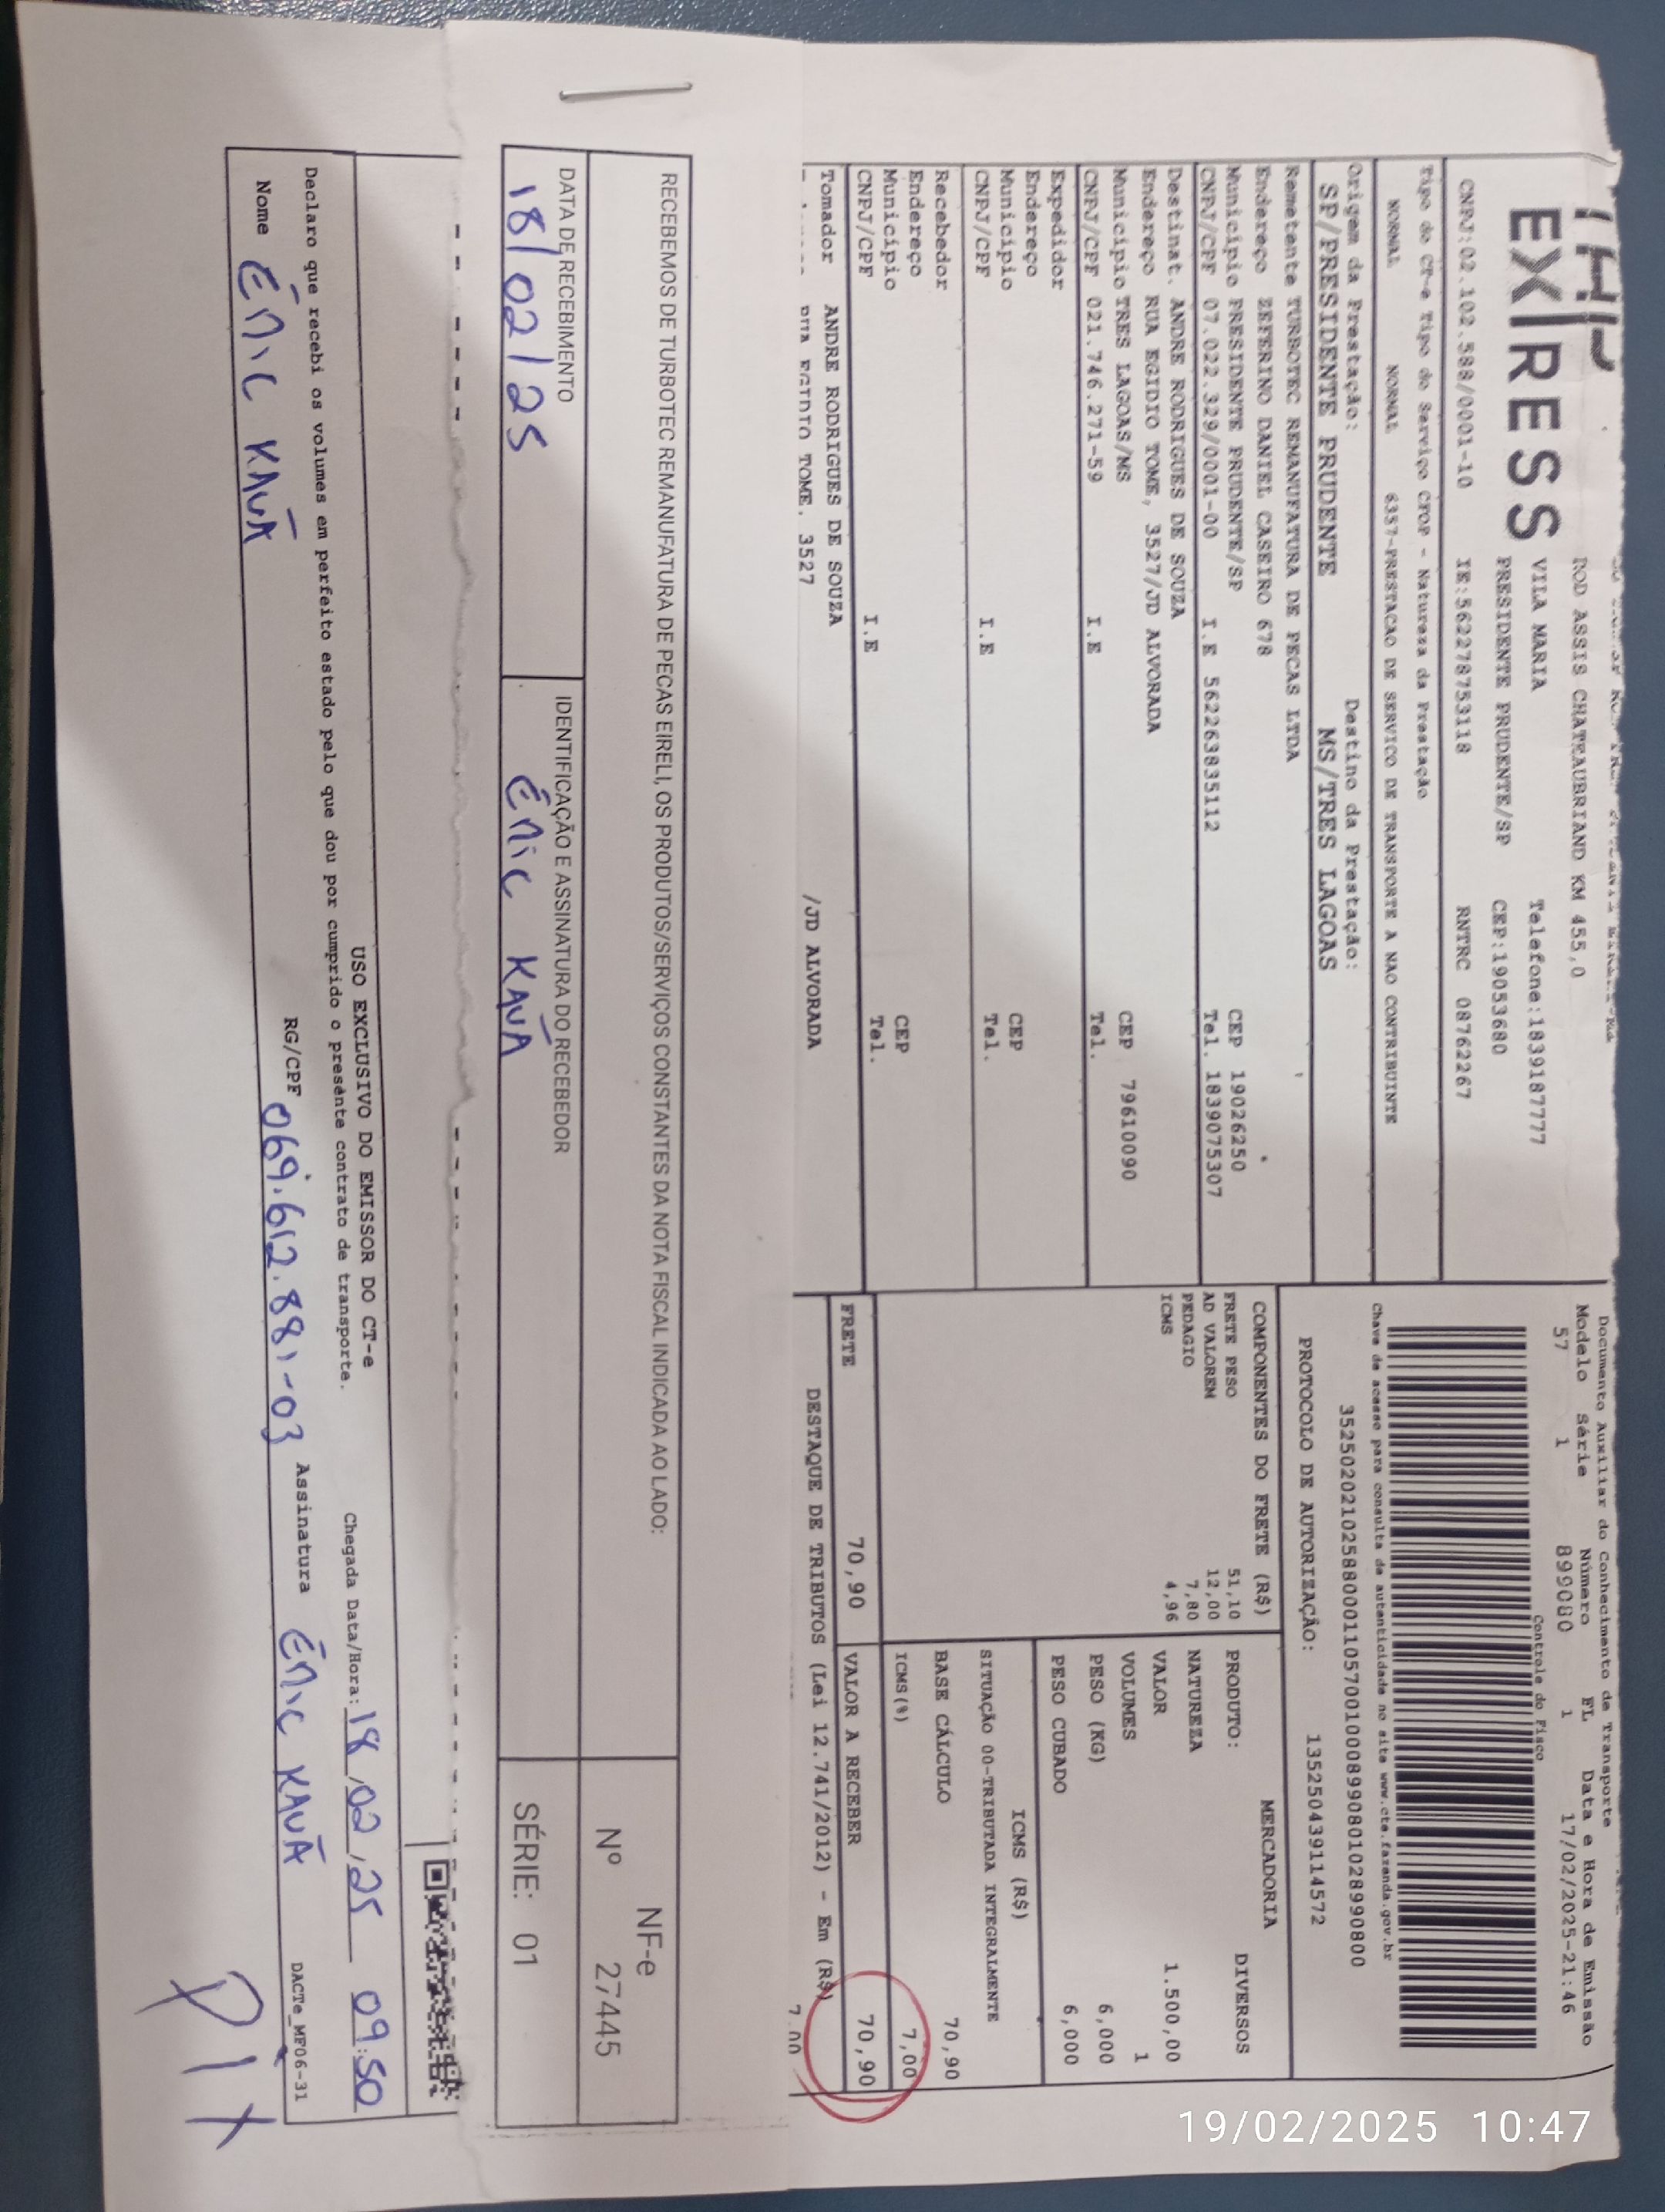 EXPRESS
ROD ASSIS CHATEAUBRIAND KM 455,0
VILA MARIA Telefone:1839187777
PRESIDENTE PRUDENTE/SP CEP:19053680
CNPJ:02.102.588/0001-10 IE:562278753118 RNTRC 08762267
Documento Auxiliar do Conhecimento de Transporte
Modelo Série Número FL Data e Hora de Emissão
57 1 899080 1 17/02/2025-21:46
Controle do Fisco
Chave de acesso para consulta de autenticidade no site www.cte.fazenda.gov.br
35250202102588000110570010008990801028990800
PROTOCOLO DE AUTORIZAÇÃO: 135250439114572
Tipo do CT-e Tipo do Serviço CFOP - Natureza da Prestação
NORMAL NORMAL 6357-PRESTACAO DE SERVICO DE TRANSPORTE A NAO CONTRIBUINTE
Origem da Prestação: Destino da Prestação:
SP/PRESIDENTE PRUDENTE MS/TRES LAGOAS
Remetente TURBOTEC REMANUFATURA DE PECAS LTDA
Endereço ZEFERINO DANIEL CASEIRO 678
Município PRESIDENTE PRUDENTE/SP CEP 19026250
CNPJ/CPF 07.022.329/0001-00 I.E 562263835112 Tel. 1839075307
Destinat. ANDRE RODRIGUES DE SOUZA
Endereço RUA EGIDIO TOME, 3527/JD ALVORADA
Município TRES LAGOAS/MS CEP 79610090
CNPJ/CPF 021.746.271-59 I.E Tel.
Expedidor
Endereço
Município CEP
CNPJ/CPF I.E Tel.
Recebedor
Endereço
Município CEP
CNPJ/CPF I.E Tel.
Tomador ANDRE RODRIGUES DE SOUZA
RUA EGIDIO TOME, 3527 /JD ALVORADA
COMPONENTES DO FRETE (R$)
FRETE PESO 51,10
AD VALOREM 12,00
PEDAGIO 7,80
ICMS 4,96
MERCADORIA
PRODUTO: DIVERSOS
NATUREZA
VALOR 1.500,00
VOLUMES 1
PESO (KG) 6,000
PESO CUBADO 6,000
ICMS (R$)
SITUAÇÃO 00-TRIBUTADA INTEGRALMENTE
BASE CÁLCULO 70,90
ICMS(%) 7,00
FRETE 70,90 VALOR A RECEBER 70,90
DESTAQUE DE TRIBUTOS (Lei 12.741/2012) - Em (R$)
7,00
RECEBEMOS DE TURBOTEC REMANUFATURA DE PECAS EIRELI, OS PRODUTOS/SERVIÇOS CONSTANTES DA NOTA FISCAL INDICADA AO LADO:
NF-e
Nº 27445
SÉRIE: 01
DATA DE RECEBIMENTO IDENTIFICAÇÃO E ASSINATURA DO RECEBEDOR
18/02/25 Éric Kauã
USO EXCLUSIVO DO EMISSOR DO CT-e
Declaro que recebi os volumes em perfeito estado pelo que dou por cumprido o presente contrato de transporte.
Chegada Data/Hora: 18/02/25 09:50
Nome Éric Kauã RG/CPF 069.612.881-03 Assinatura Éric Kauã
DACTe_MF06-31
PIX
19/02/2025 10:47